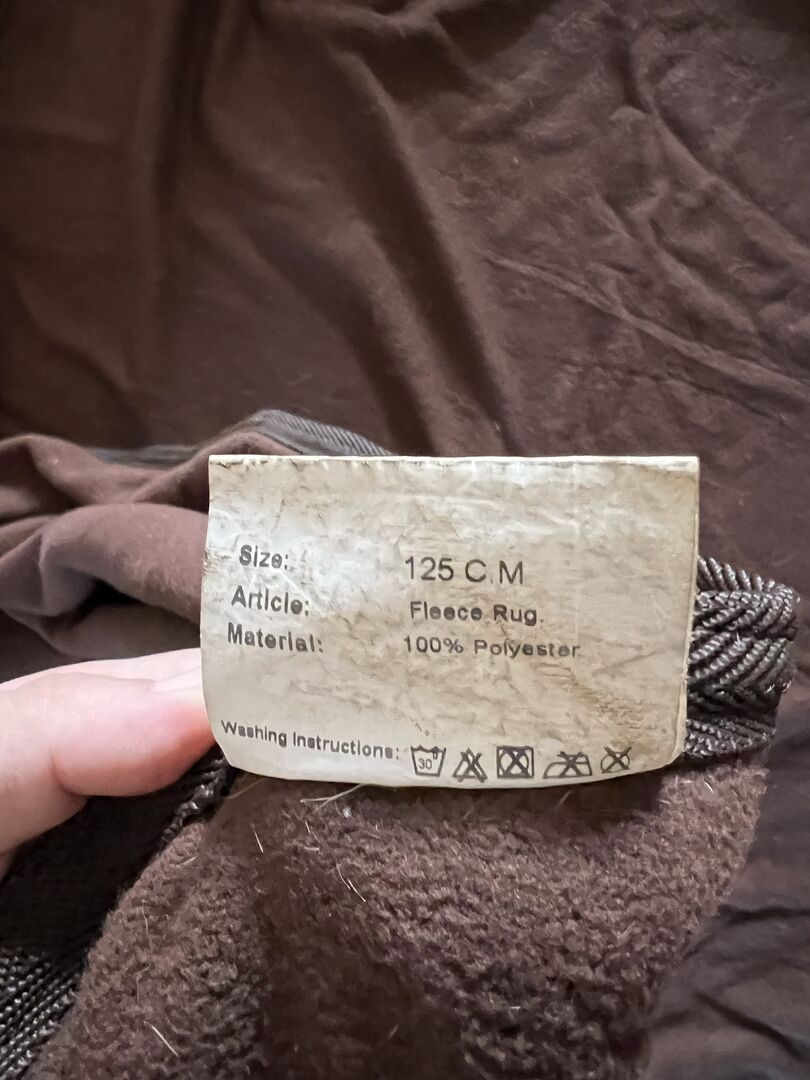 Size: 125 C.M
Article: Fleece Rug.
Material: 100% Polyester
Washing Instructions: 30°